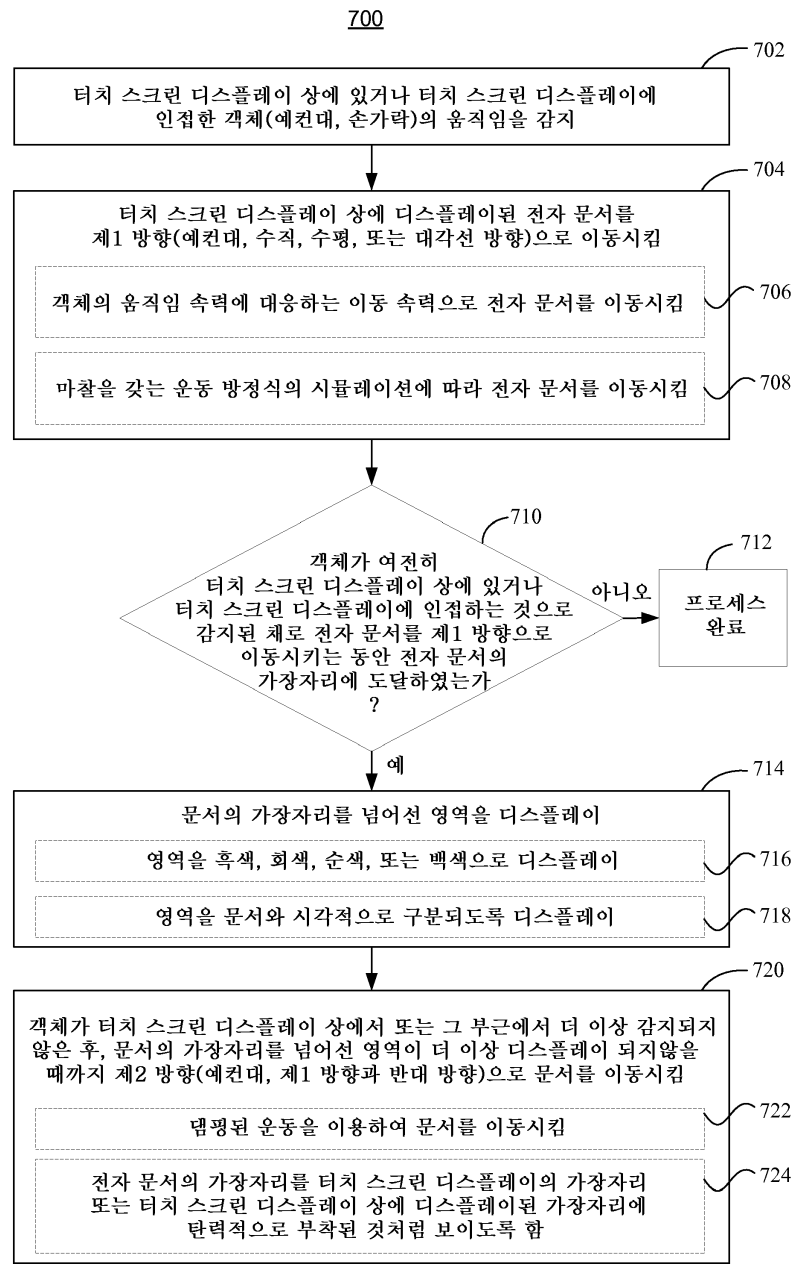 700
702
터치 스크린 디스플레이 상에 있거나 터치 스크린 디스플레이에
인접한 객체(예컨대, 손가락)의 움직임을 감지
704
터치 스크린 디스플레이 상에 디스플레이된 전자 문서를
제1 방향(예컨대, 수직, 수평, 또는 대각선 방향)으로 이동시킴
객체의 움직임 속력에 대응하는 이동 속력으로 전자 문서를 이동시킴
706
마찰을 갖는 운동 방정식의 시뮬레이션에 따라 전자 문서를 이동시킴
708
710
객체가 여전히
터치 스크린 디스플레이 상에 있거나
터치 스크린 디스플레이에 인접하는 것으로
감지된 채로 전자 문서를 제1 방향으로
이동시키는 동안 전자 문서의
가장자리에 도달하였는가
?
아니오
712
프로세스
완료
예
714
문서의 가장자리를 넘어선 영역을 디스플레이
영역을 흑색, 회색, 순색, 또는 백색으로 디스플레이
716
영역을 문서와 시각적으로 구분되도록 디스플레이
718
720
객체가 터치 스크린 디스플레이 상에서 또는 그 부근에서 더 이상 감지되지
않은 후, 문서의 가장자리를 넘어선 영역이 더 이상 디스플레이 되지않을
때까지 제2 방향(예컨대, 제1 방향과 반대 방향)으로 문서를 이동시킴
댐핑된 운동을 이용하여 문서를 이동시킴
722
전자 문서의 가장자리를 터치 스크린 디스플레이의 가장자리
또는 터치 스크린 디스플레이 상에 디스플레이된 가장자리에
탄력적으로 부착된 것처럼 보이도록 함
724